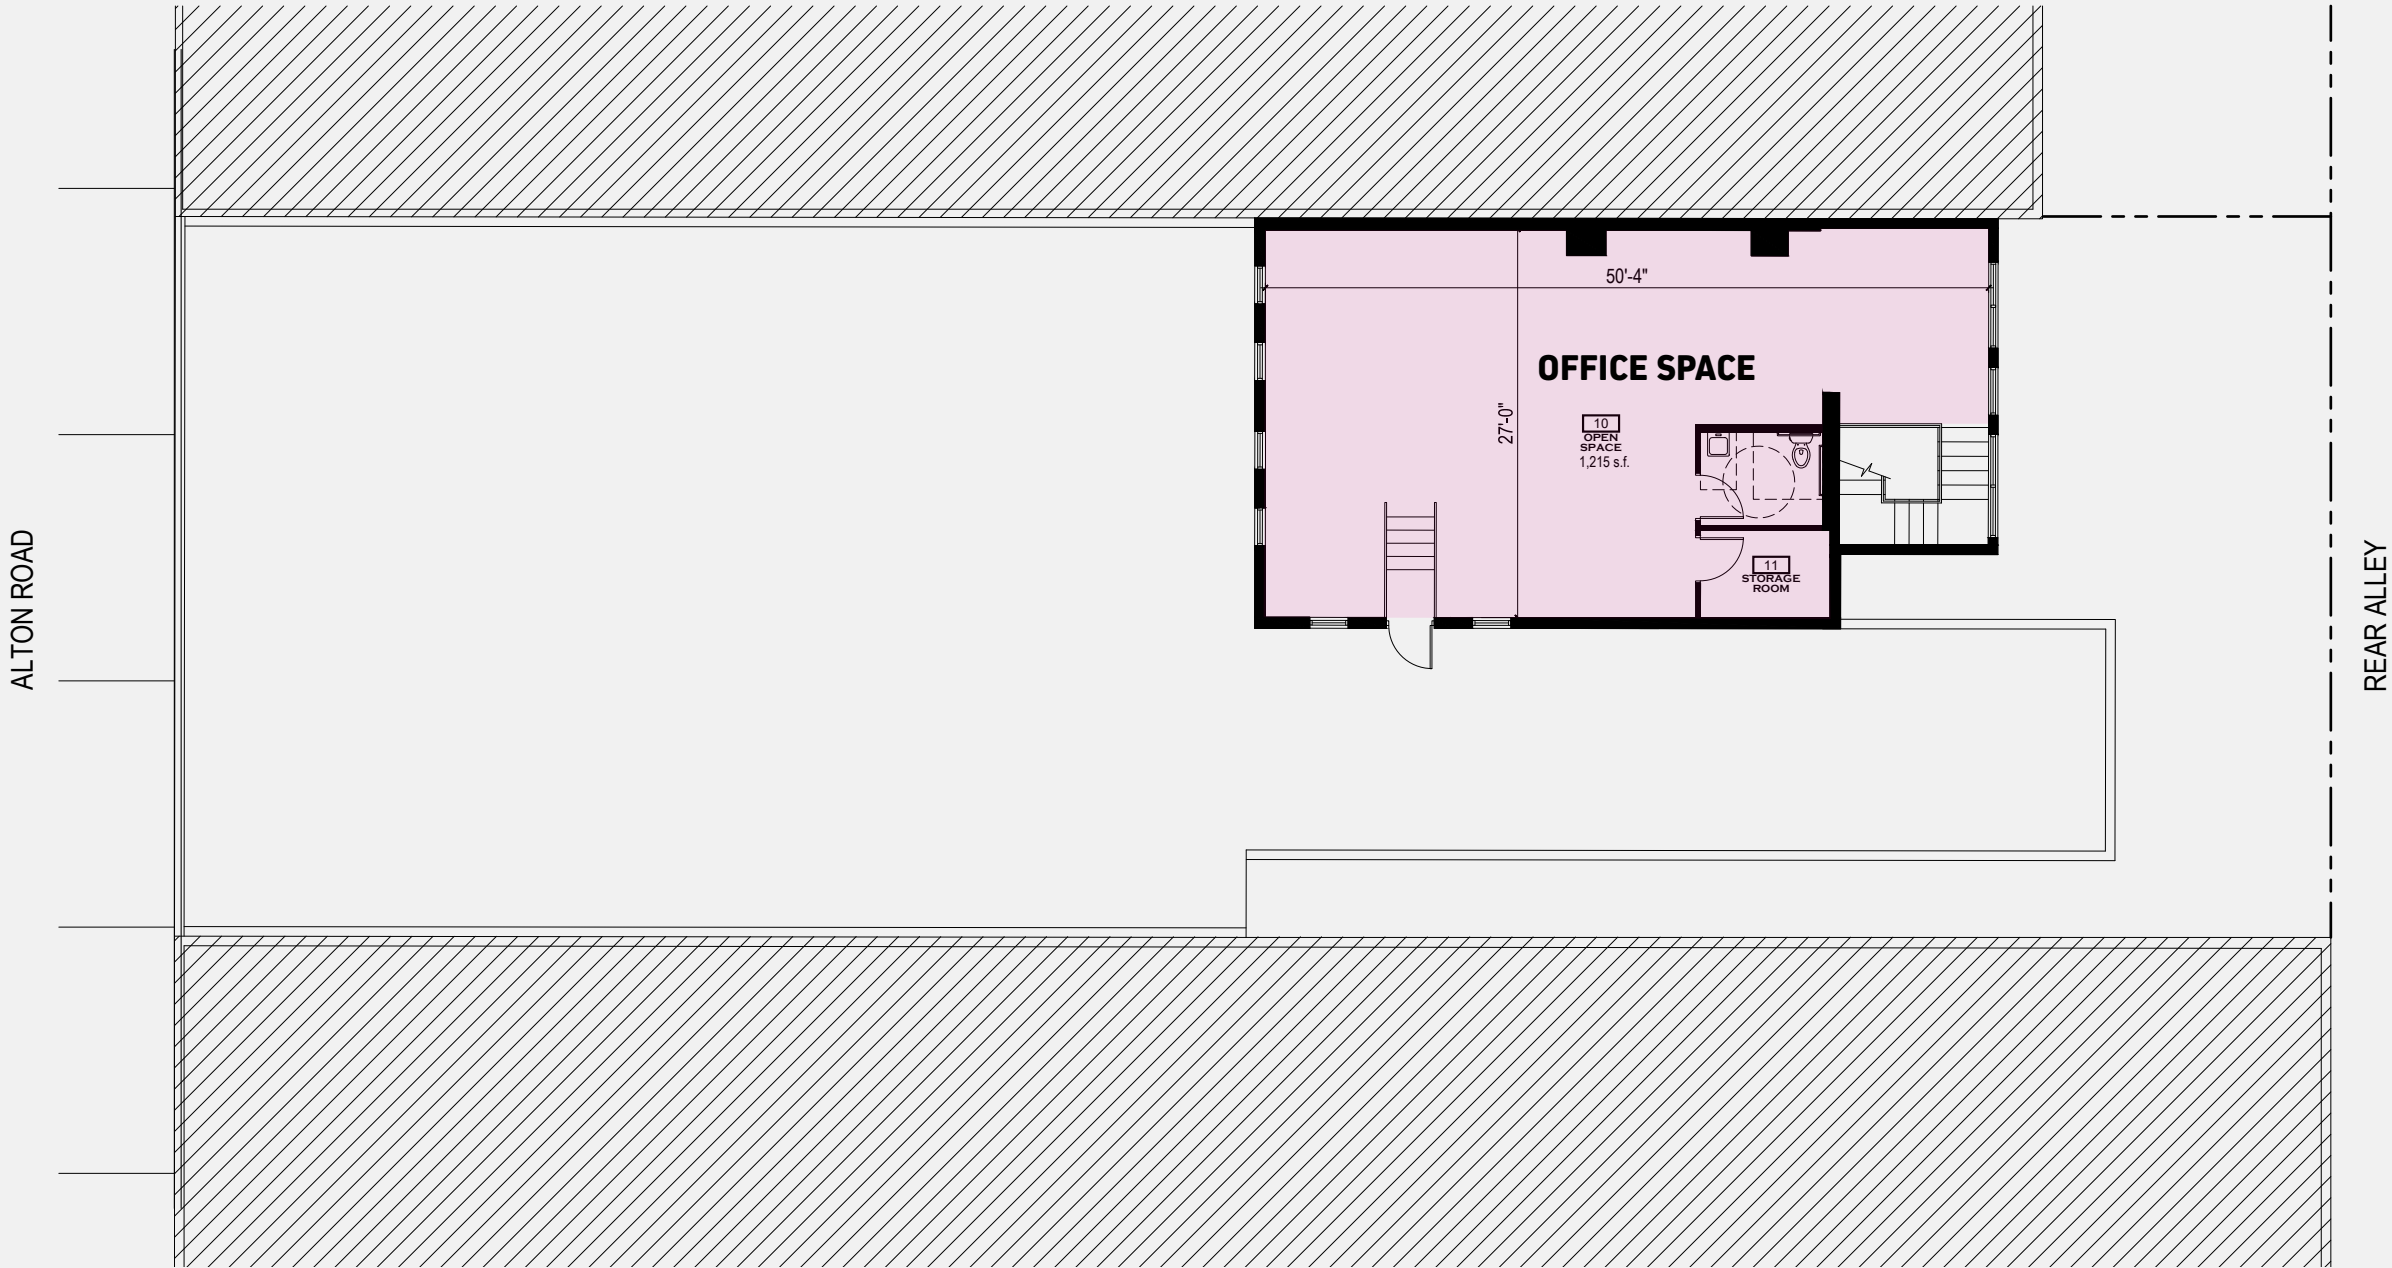 ALTON ROAD
50'-4"
OFFICE SPACE
27'-0"
10
OPEN
SPACE
1,215 s.f.
11
STORAGE
ROOM
REAR ALLEY